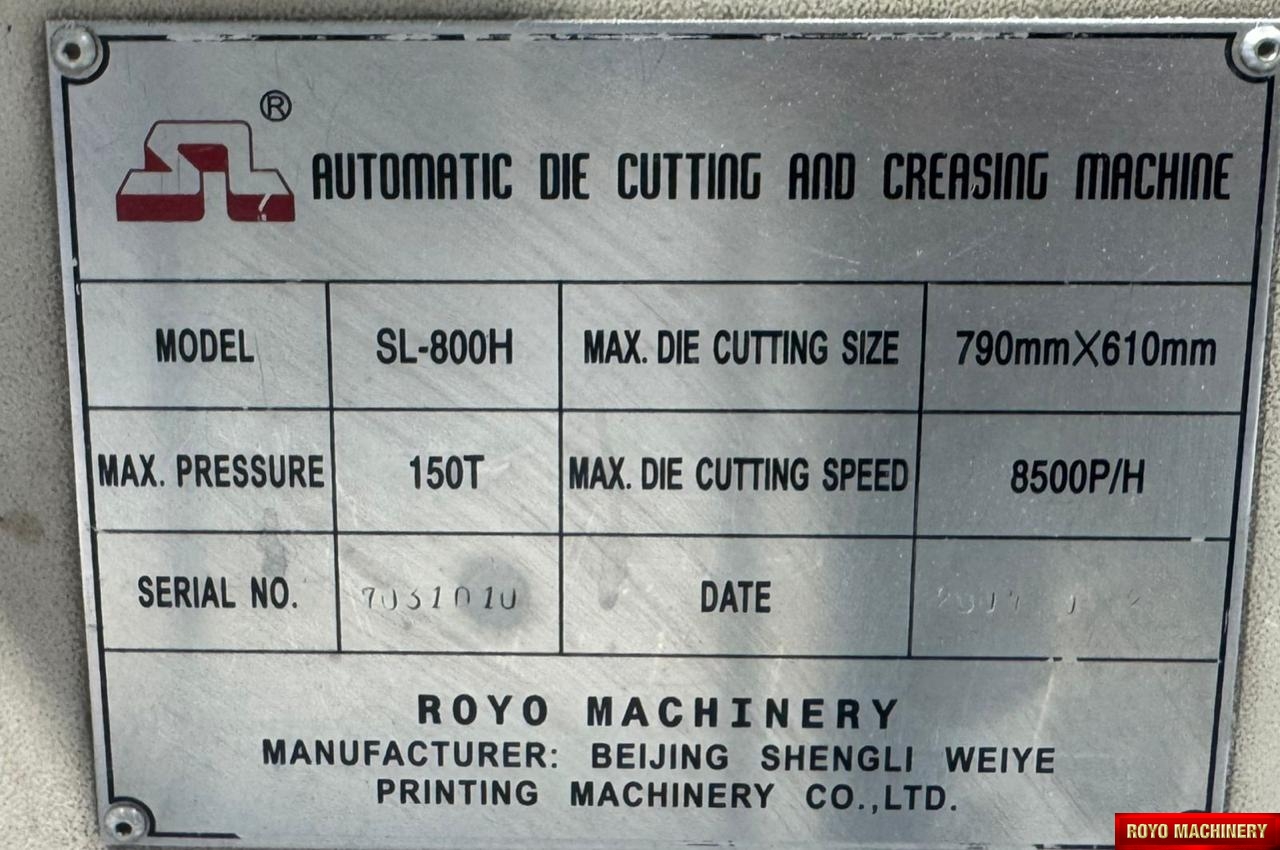 ®
AUTOMATIC DIE CUTTING AND CREASING MACHINE
MODEL SL-800H MAX. DIE CUTTING SIZE 790mm×610mm
MAX. PRESSURE 150T MAX. DIE CUTTING SPEED 8500P/H
SERIAL NO. 7031010 DATE
ROYO MACHINERY
MANUFACTURER: BEIJING SHENGLI WEIYE
PRINTING MACHINERY CO.,LTD.
ROYO MACHINERY